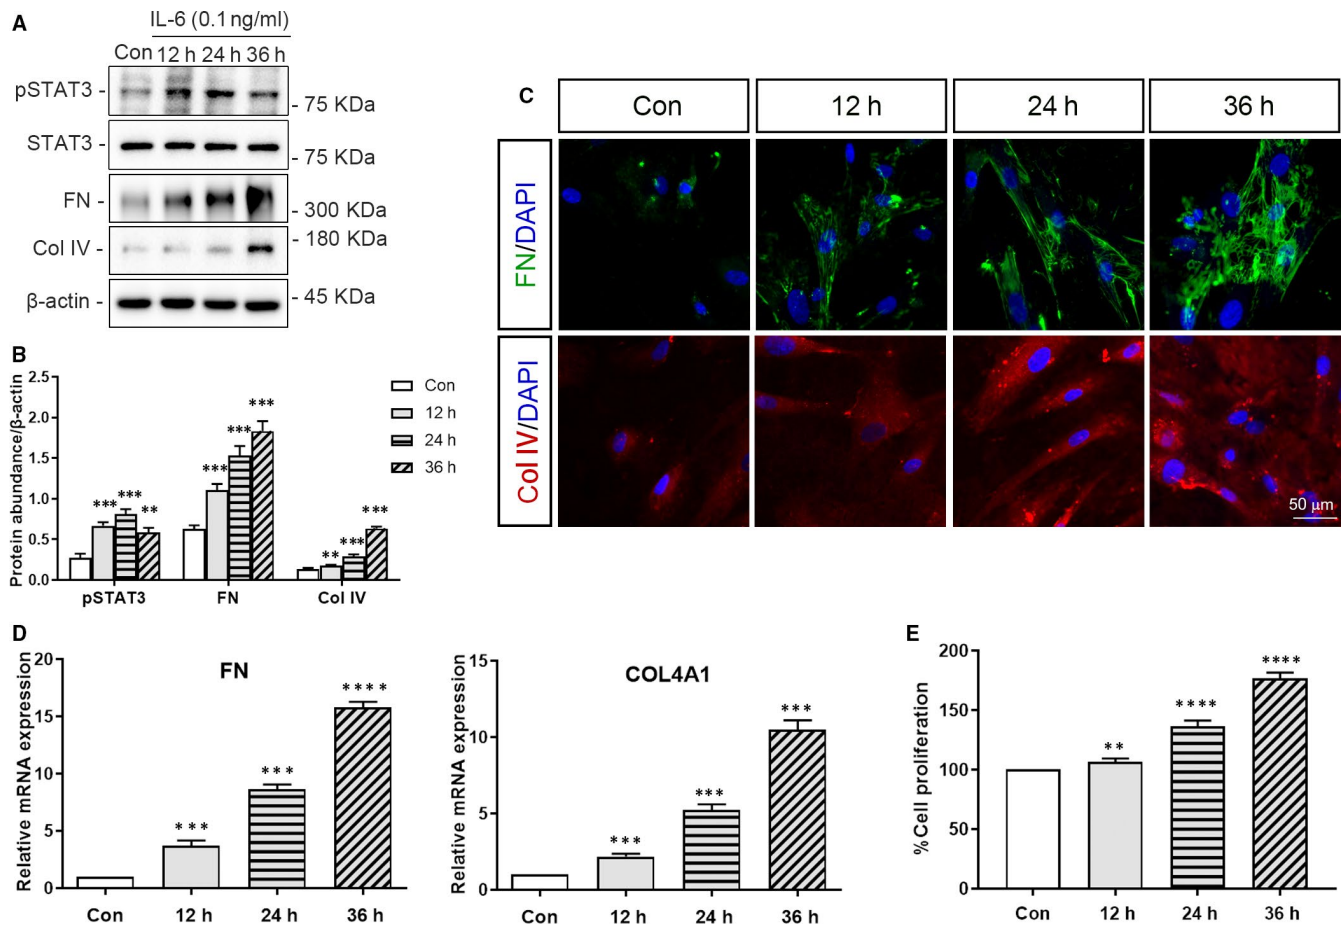 A
IL-6 (0.1 ng/ml)
Con 12 h 24 h 36 h
pSTAT3 -
- 75 KDa
STAT3 -
- 75 KDa
FN -
- 300 KDa
Col IV -
- 180 KDa
β-actin -
- 45 KDa
B
Protein abundance/β-actin
2.5
2.0
1.5
1.0
0.5
0.0
*** *** **
*** *** ***
** *** ***
pSTAT3 FN Col IV
Con
12 h
24 h
36 h
C
Con 12 h 24 h 36 h
FN/DAPI
Col IV/DAPI
50 μm
D
Relative mRNA expression
FN
20
15
10
5
0
*** *** ****
Con 12 h 24 h 36 h
Relative mRNA expression
COL4A1
15
10
5
0
*** *** ***
Con 12 h 24 h 36 h
E
%Cell proliferation
200
150
100
50
0
** **** ****
Con 12 h 24 h 36 h